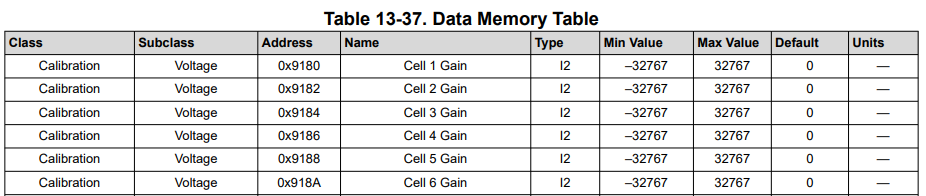 Table 13-37. Data Memory Table
Class Subclass Address Name Type Min Value Max Value Default Units
Calibration Voltage 0x9180 Cell 1 Gain I2 –32767 32767 0 —
Calibration Voltage 0x9182 Cell 2 Gain I2 –32767 32767 0 —
Calibration Voltage 0x9184 Cell 3 Gain I2 –32767 32767 0 —
Calibration Voltage 0x9186 Cell 4 Gain I2 –32767 32767 0 —
Calibration Voltage 0x9188 Cell 5 Gain I2 –32767 32767 0 —
Calibration Voltage 0x918A Cell 6 Gain I2 –32767 32767 0 —